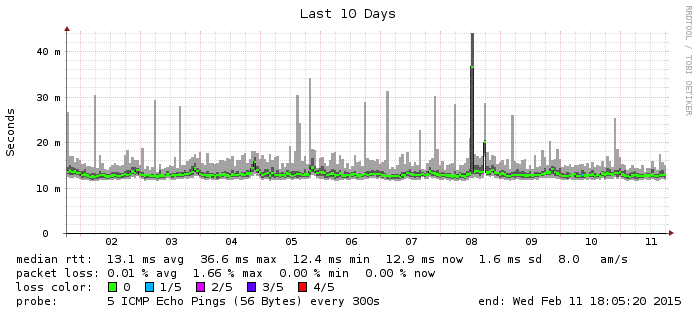 Last 10 Days
RRDTOOL / TOBI OETIKER
Seconds
40 m
30 m
20 m
10 m
0
02 03 04 05 06 07 08 09 10 11
median rtt: 13.1 ms avg 36.6 ms max 12.4 ms min 12.9 ms now 1.6 ms sd 8.0 am/s
packet loss: 0.01 % avg 1.66 % max 0.00 % min 0.00 % now
loss color: 0 1/5 2/5 3/5 4/5
probe: 5 ICMP Echo Pings (56 Bytes) every 300s end: Wed Feb 11 18:05:20 2015